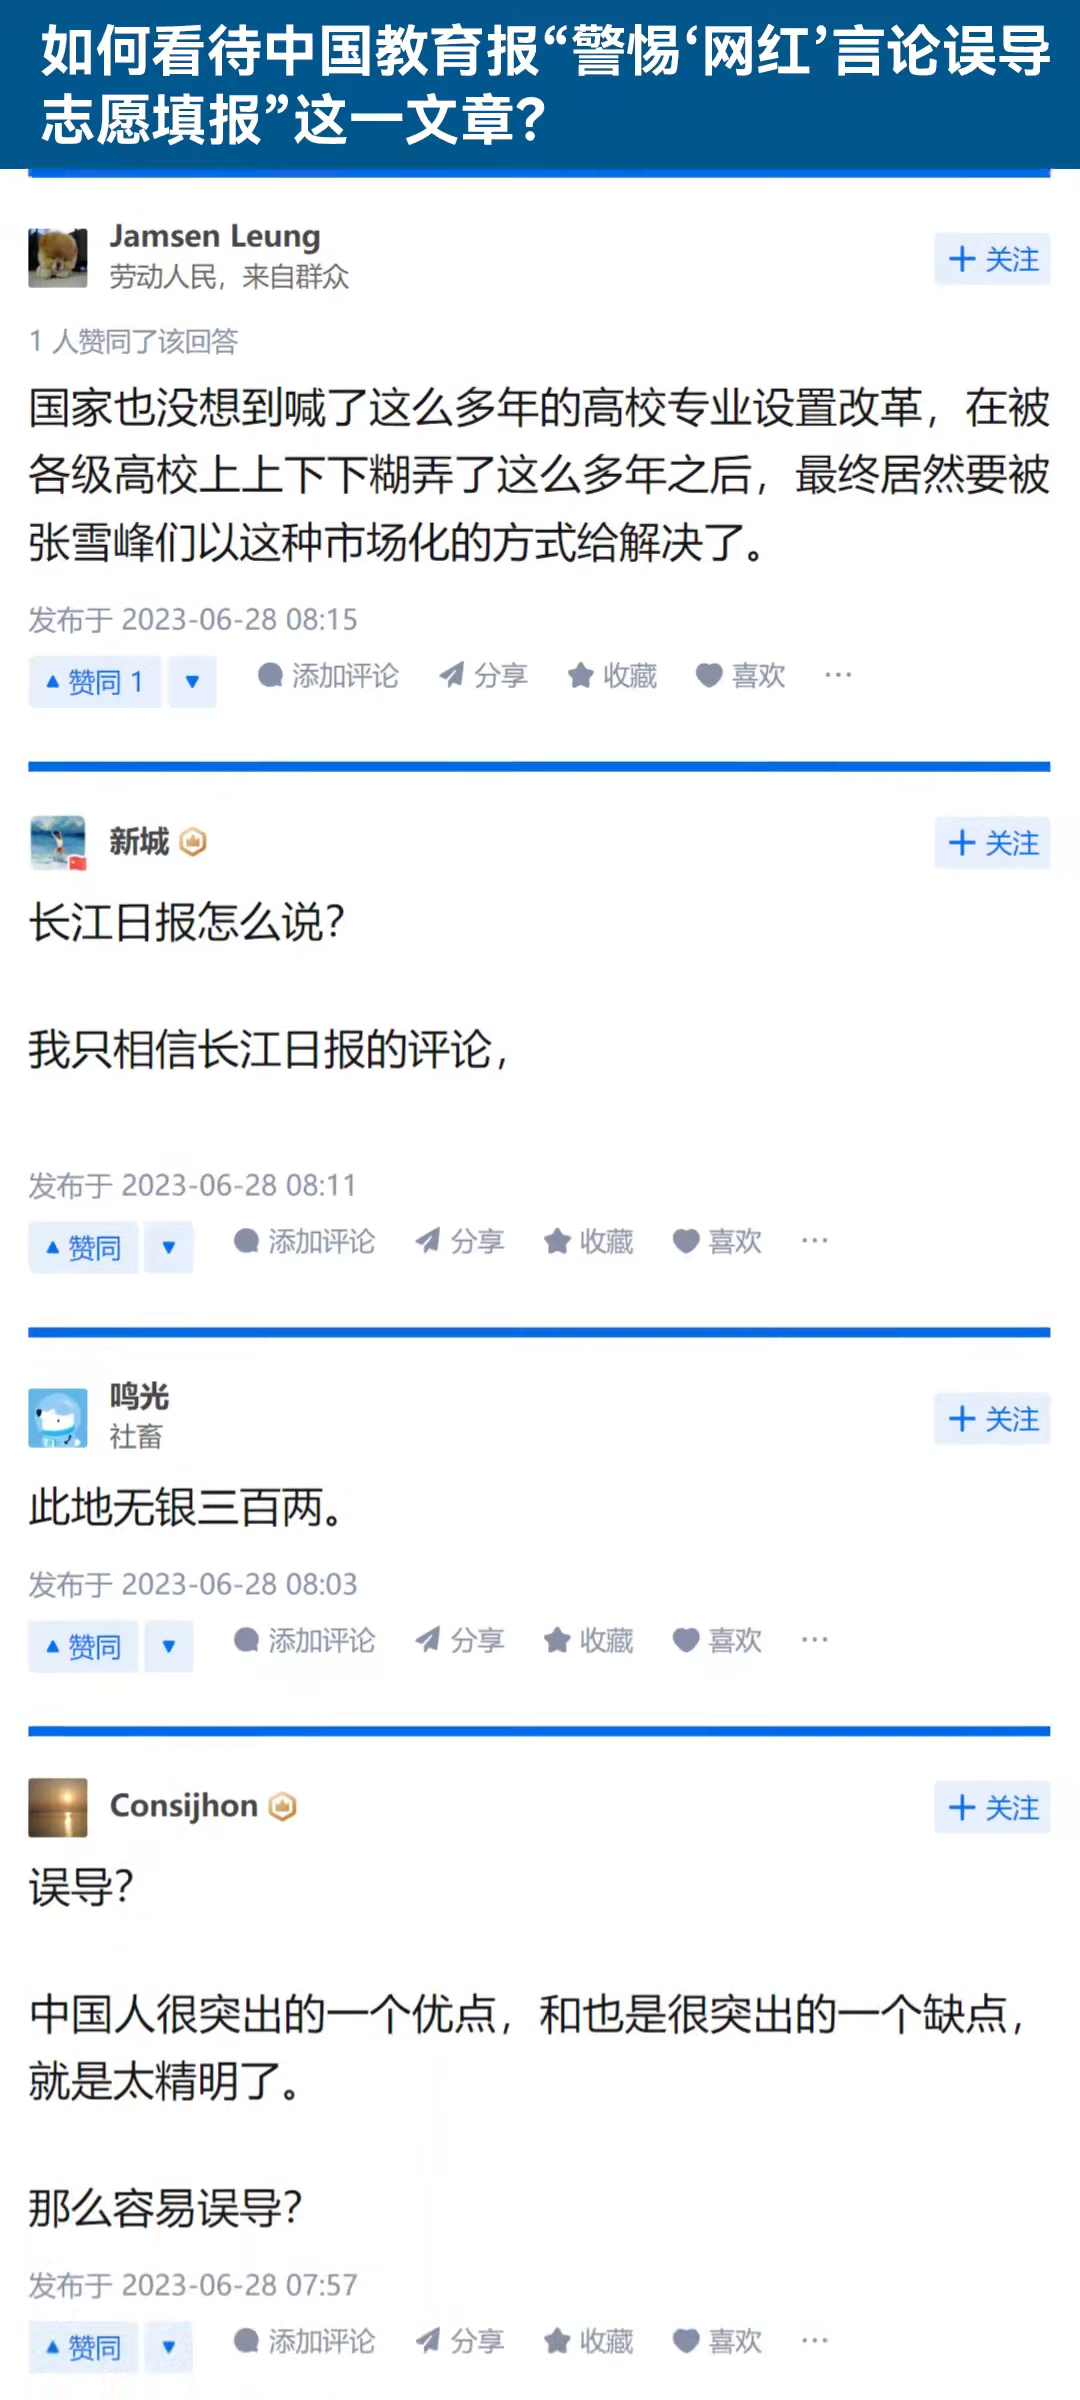 如何看待中国教育报“警惕‘网红’言论误导
志愿填报”这一文章？
Jamsen Leung
劳动人民，来自群众
+ 关注
1 人赞同了该回答
国家也没想到喊了这么多年的高校专业设置改革，在被
各级高校上上下下糊弄了这么多年之后，最终居然要被
张雪峰们以这种市场化的方式给解决了。
发布于 2023-06-28 08:15
▲ 赞同 1 ▼ 添加评论 分享 收藏 喜欢 ···
新城
+ 关注
长江日报怎么说？
我只相信长江日报的评论，
发布于 2023-06-28 08:11
▲ 赞同 ▼ 添加评论 分享 收藏 喜欢 ···
鸣光
社畜
+ 关注
此地无银三百两。
发布于 2023-06-28 08:03
▲ 赞同 ▼ 添加评论 分享 收藏 喜欢 ···
Consijhon
+ 关注
误导？
中国人很突出的一个优点，和也是很突出的一个缺点，
就是太精明了。
那么容易误导？
发布于 2023-06-28 07:57
▲ 赞同 ▼ 添加评论 分享 收藏 喜欢 ···